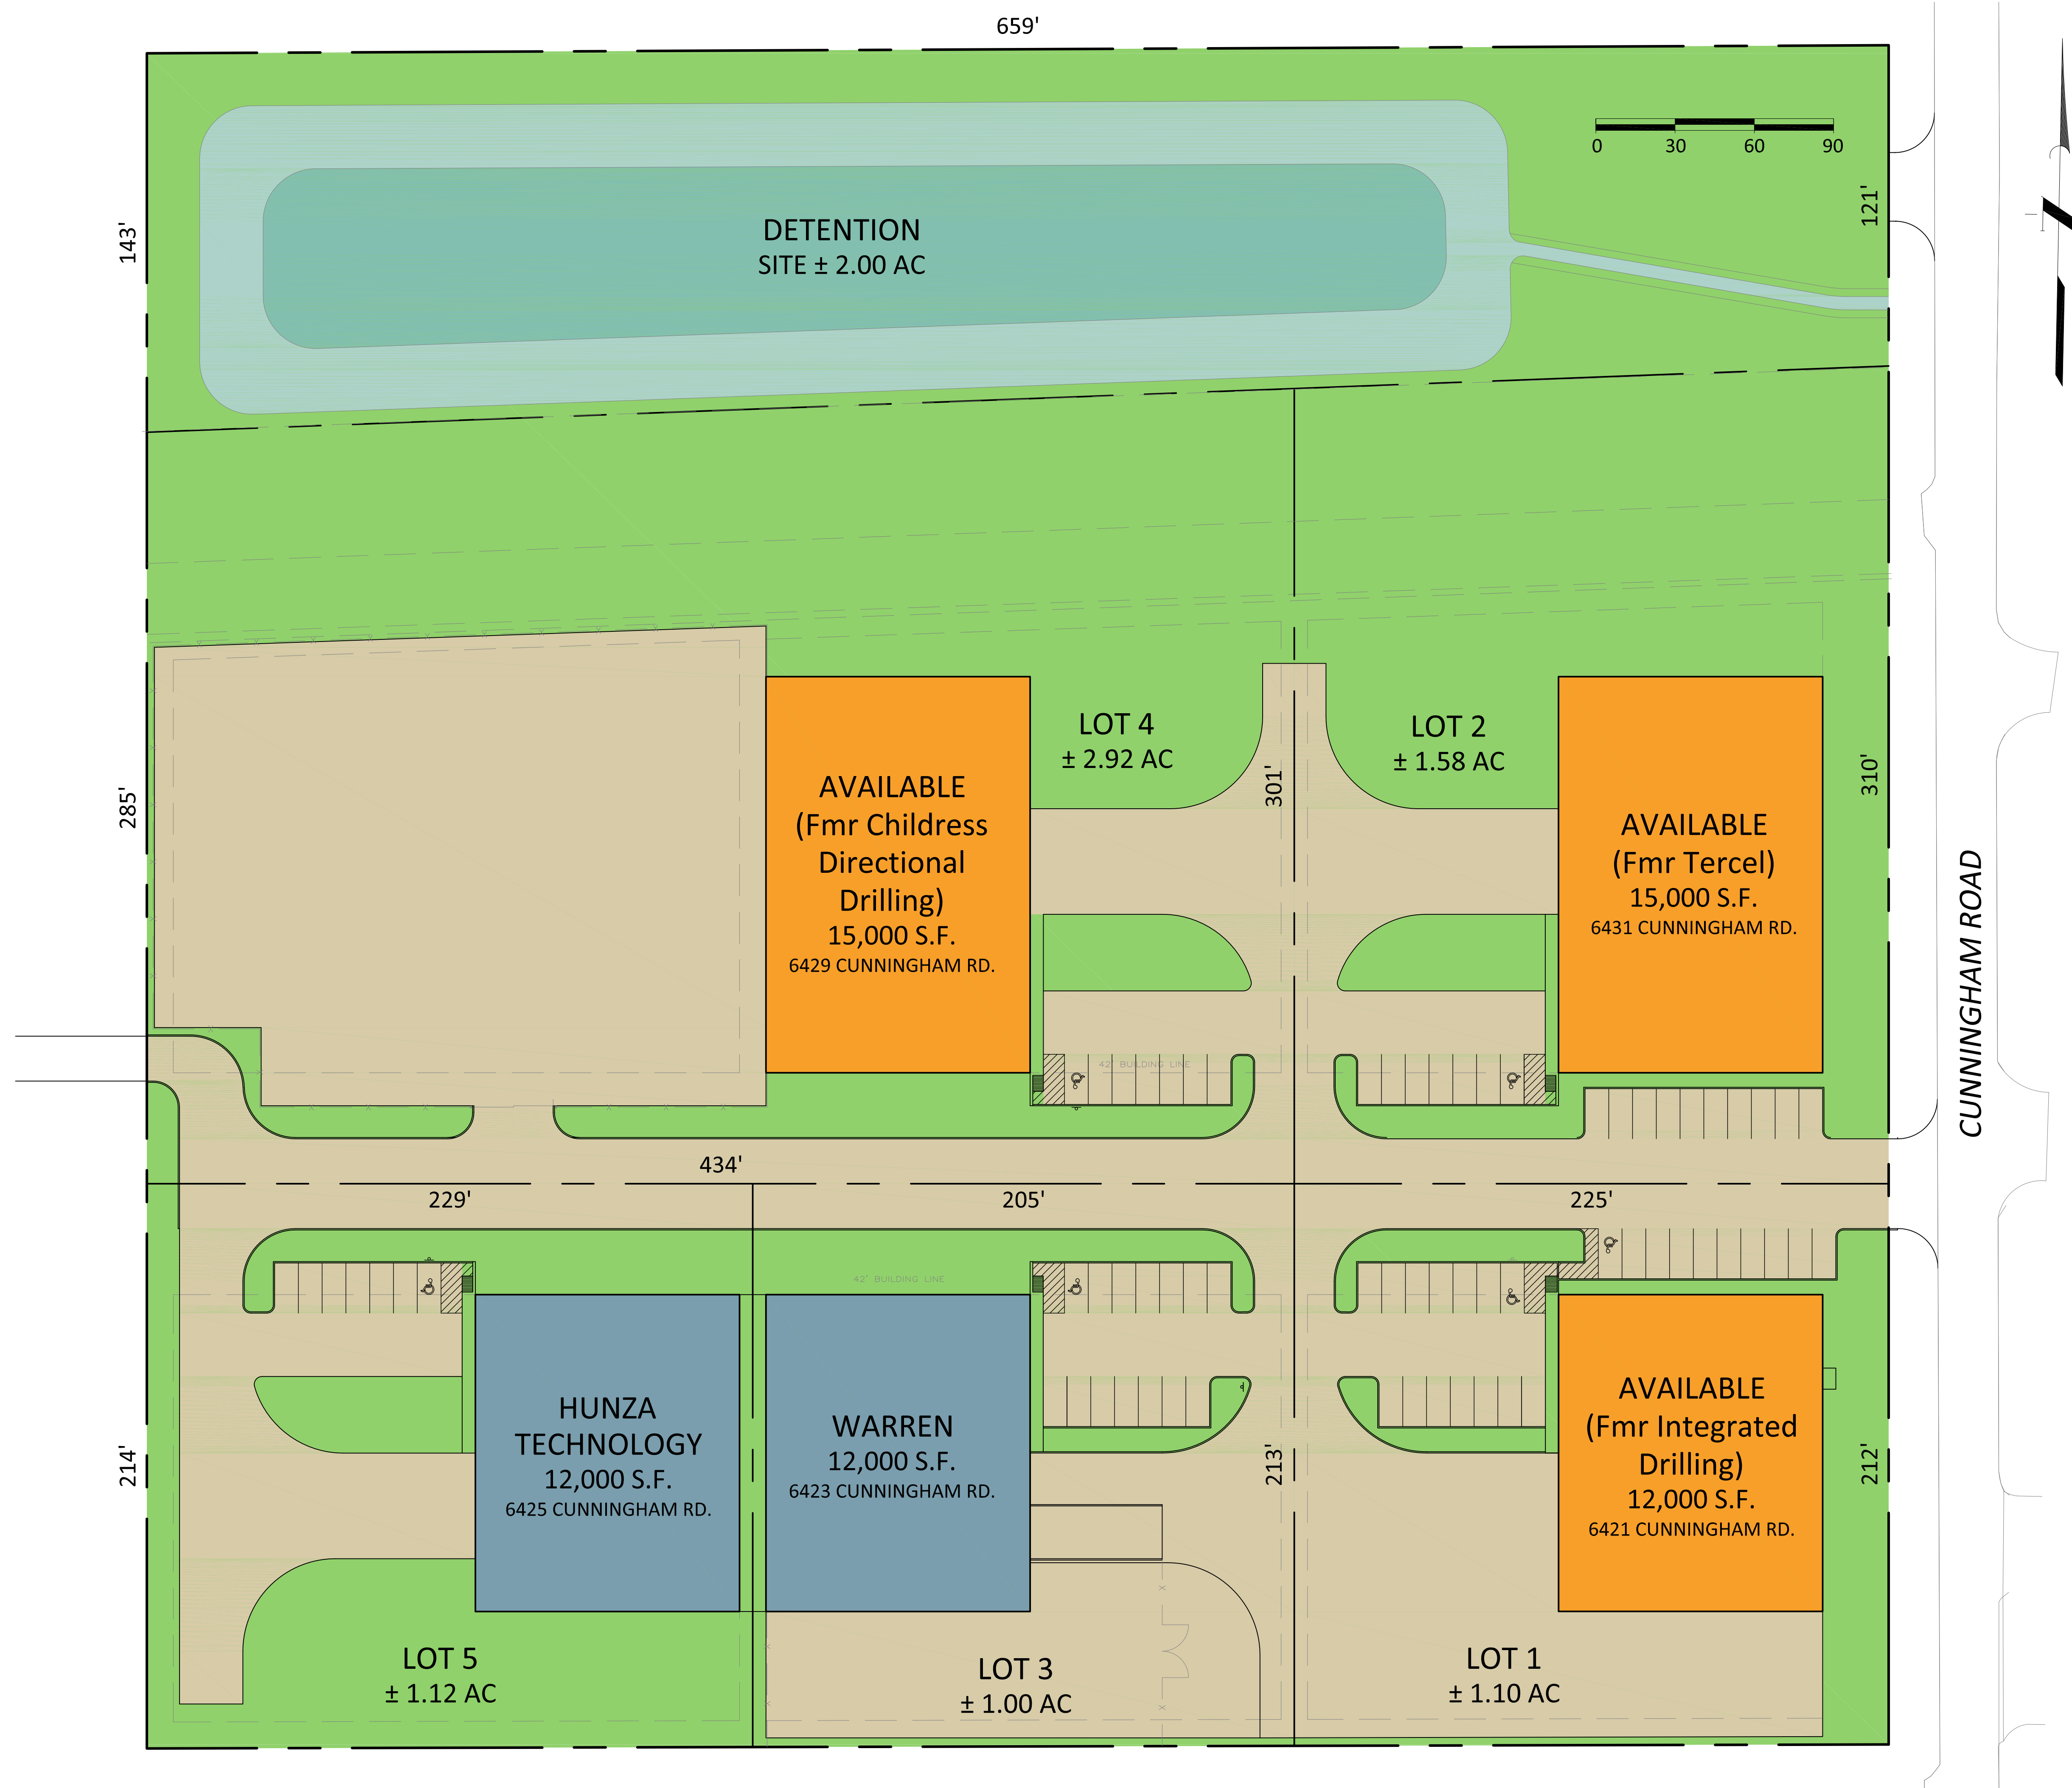 659'
0 30 60 90
143'
121'
DETENTION
SITE ± 2.00 AC
285'
310'
301'
LOT 4
± 2.92 AC
LOT 2
± 1.58 AC
AVAILABLE
(Fmr Childress
Directional
Drilling)
15,000 S.F.
6429 CUNNINGHAM RD.
AVAILABLE
(Fmr Tercel)
15,000 S.F.
6431 CUNNINGHAM RD.
CUNNINGHAM ROAD
42' BUILDING LINE
434'
229'
205'
225'
42' BUILDING LINE
214'
213'
212'
HUNZA
TECHNOLOGY
12,000 S.F.
6425 CUNNINGHAM RD.
WARREN
12,000 S.F.
6423 CUNNINGHAM RD.
AVAILABLE
(Fmr Integrated
Drilling)
12,000 S.F.
6421 CUNNINGHAM RD.
LOT 5
± 1.12 AC
LOT 3
± 1.00 AC
LOT 1
± 1.10 AC